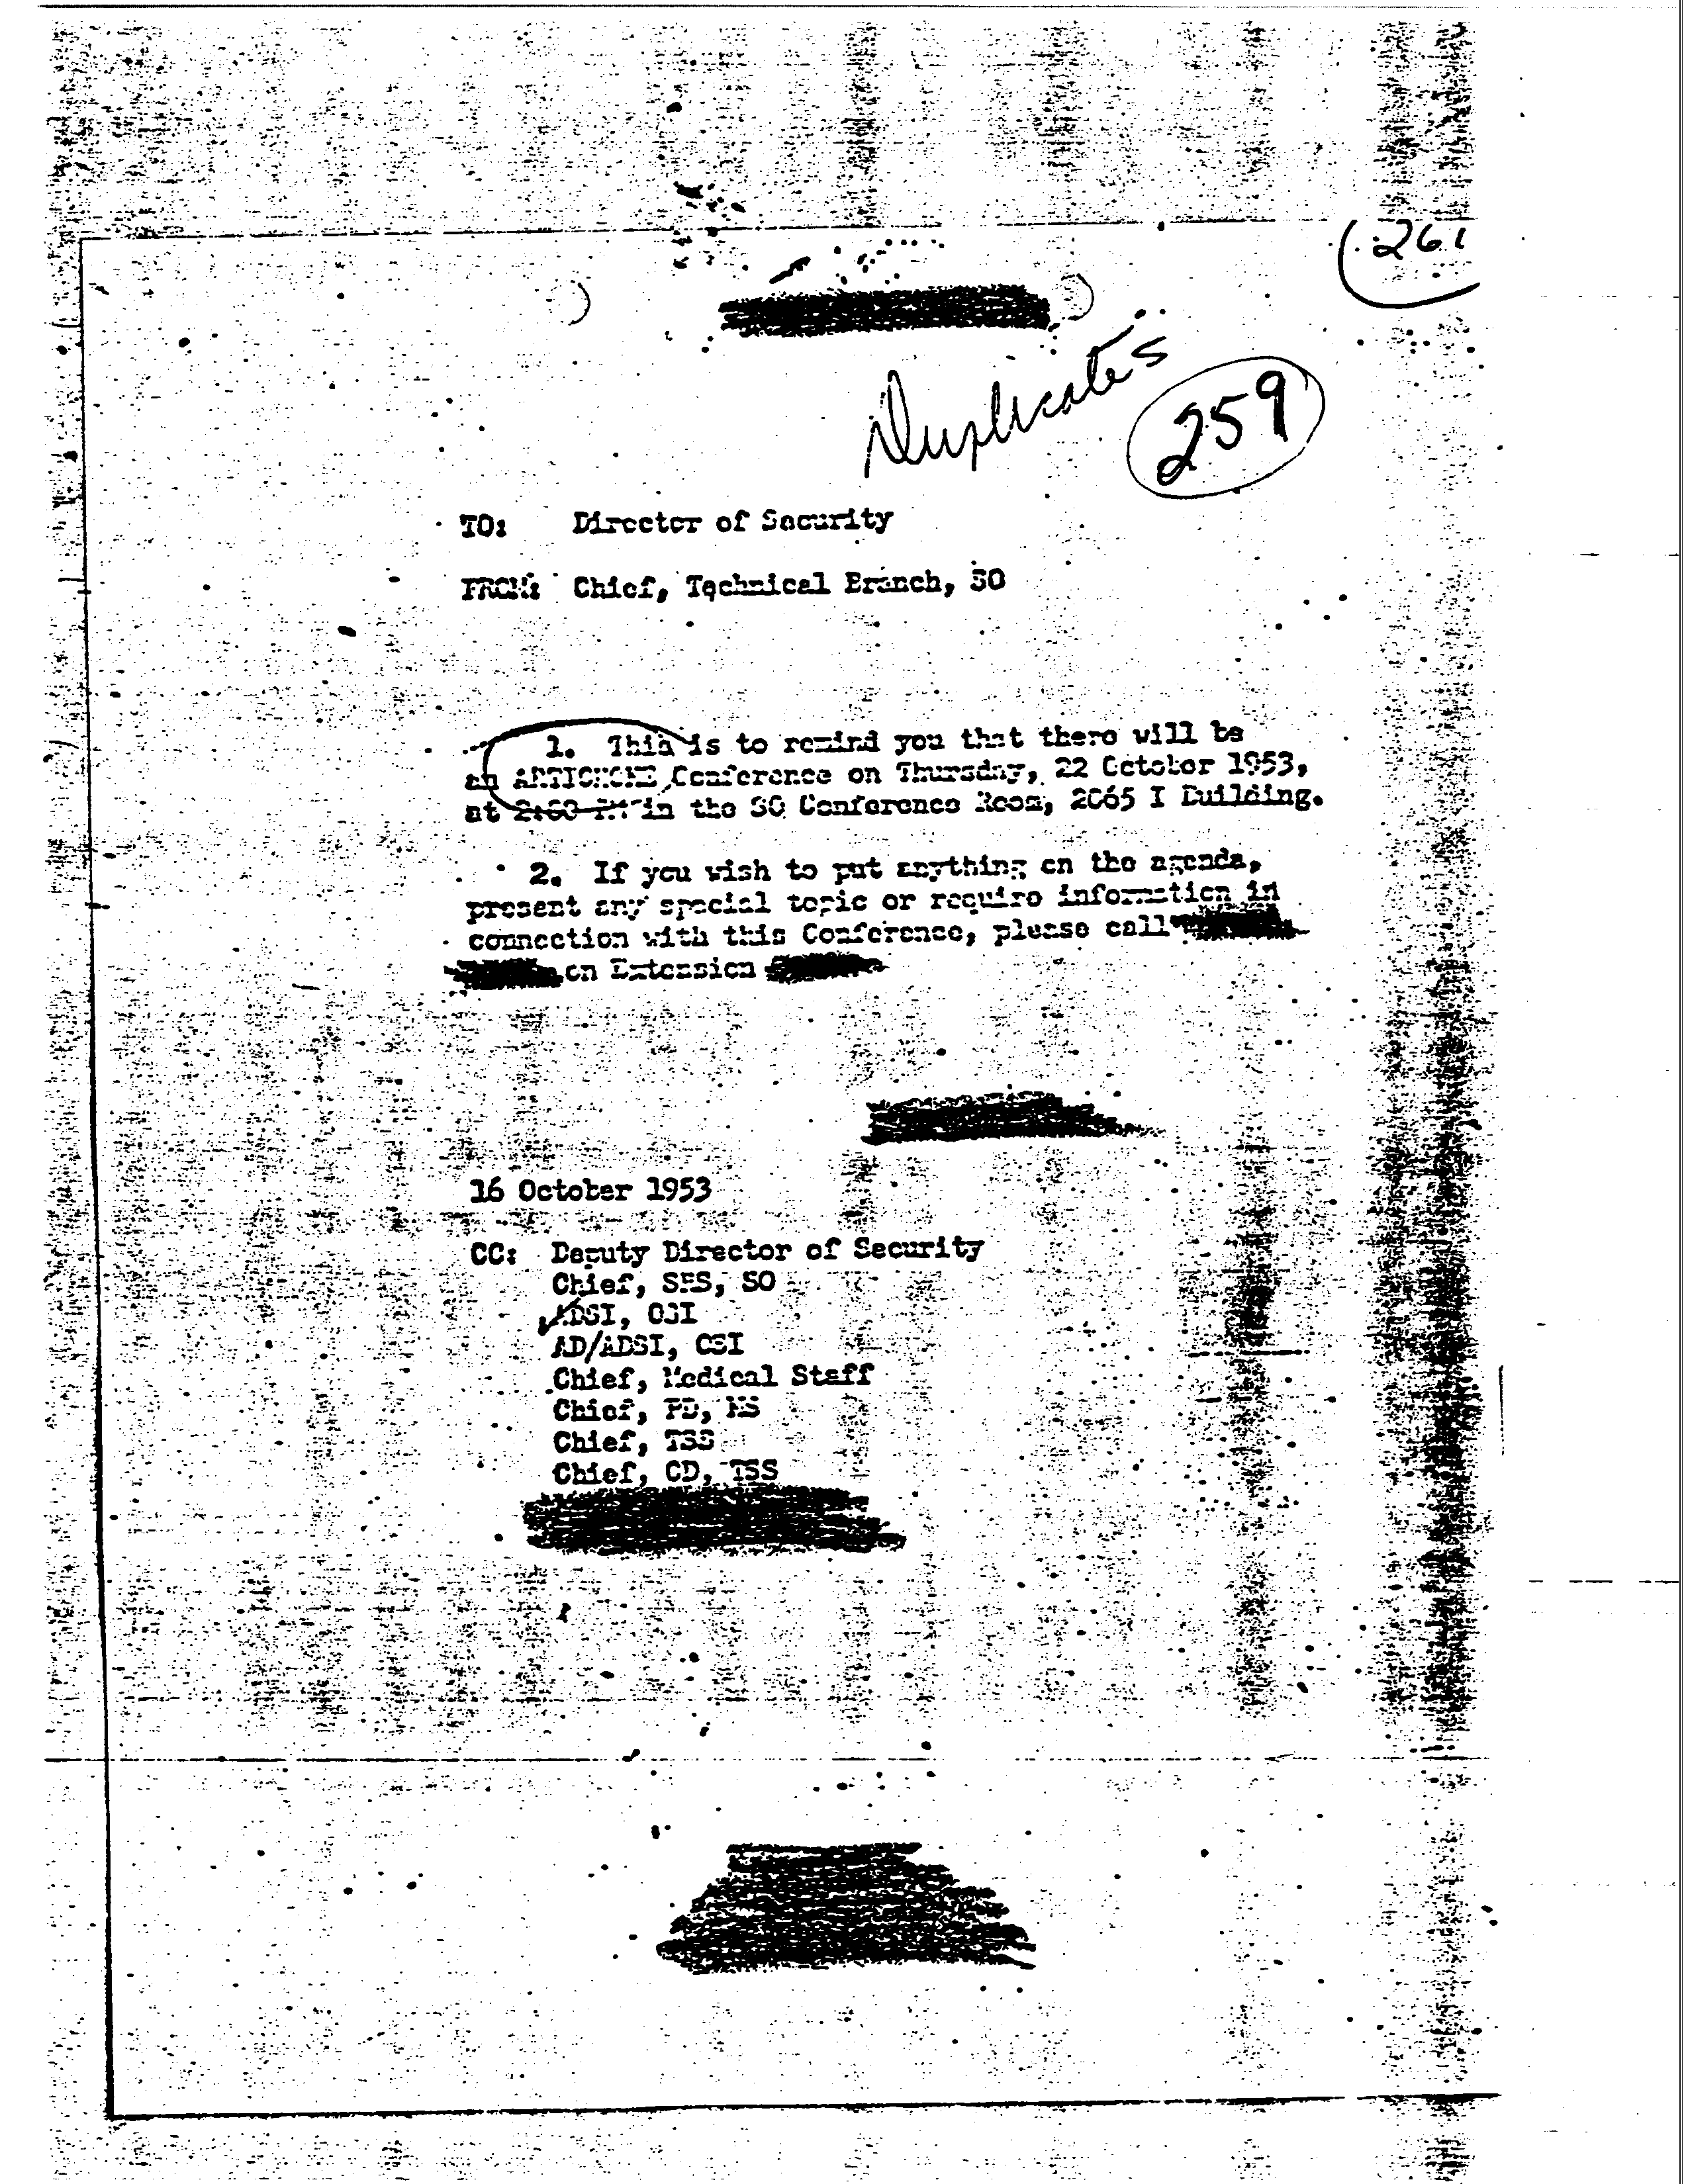 261
Duplicates
259
TO: Director of Security
FROM: Chief, Technical Branch, SO
1. This is to remind you that there will be
an ARTICHOKE Conference on Thursday, 22 October 1953,
at 2:00 PM in the SO Conference Room, 2065 I Building.
2. If you wish to put anything on the agenda,
present any special topic or require information in
connection with this Conference, please call
on Extension
16 October 1953
CC: Deputy Director of Security
Chief, SRS, SO
ADSI, OSI
AD/ADSI, OSI
Chief, Medical Staff
Chief, PD, MS
Chief, TSS
Chief, CD, TSS